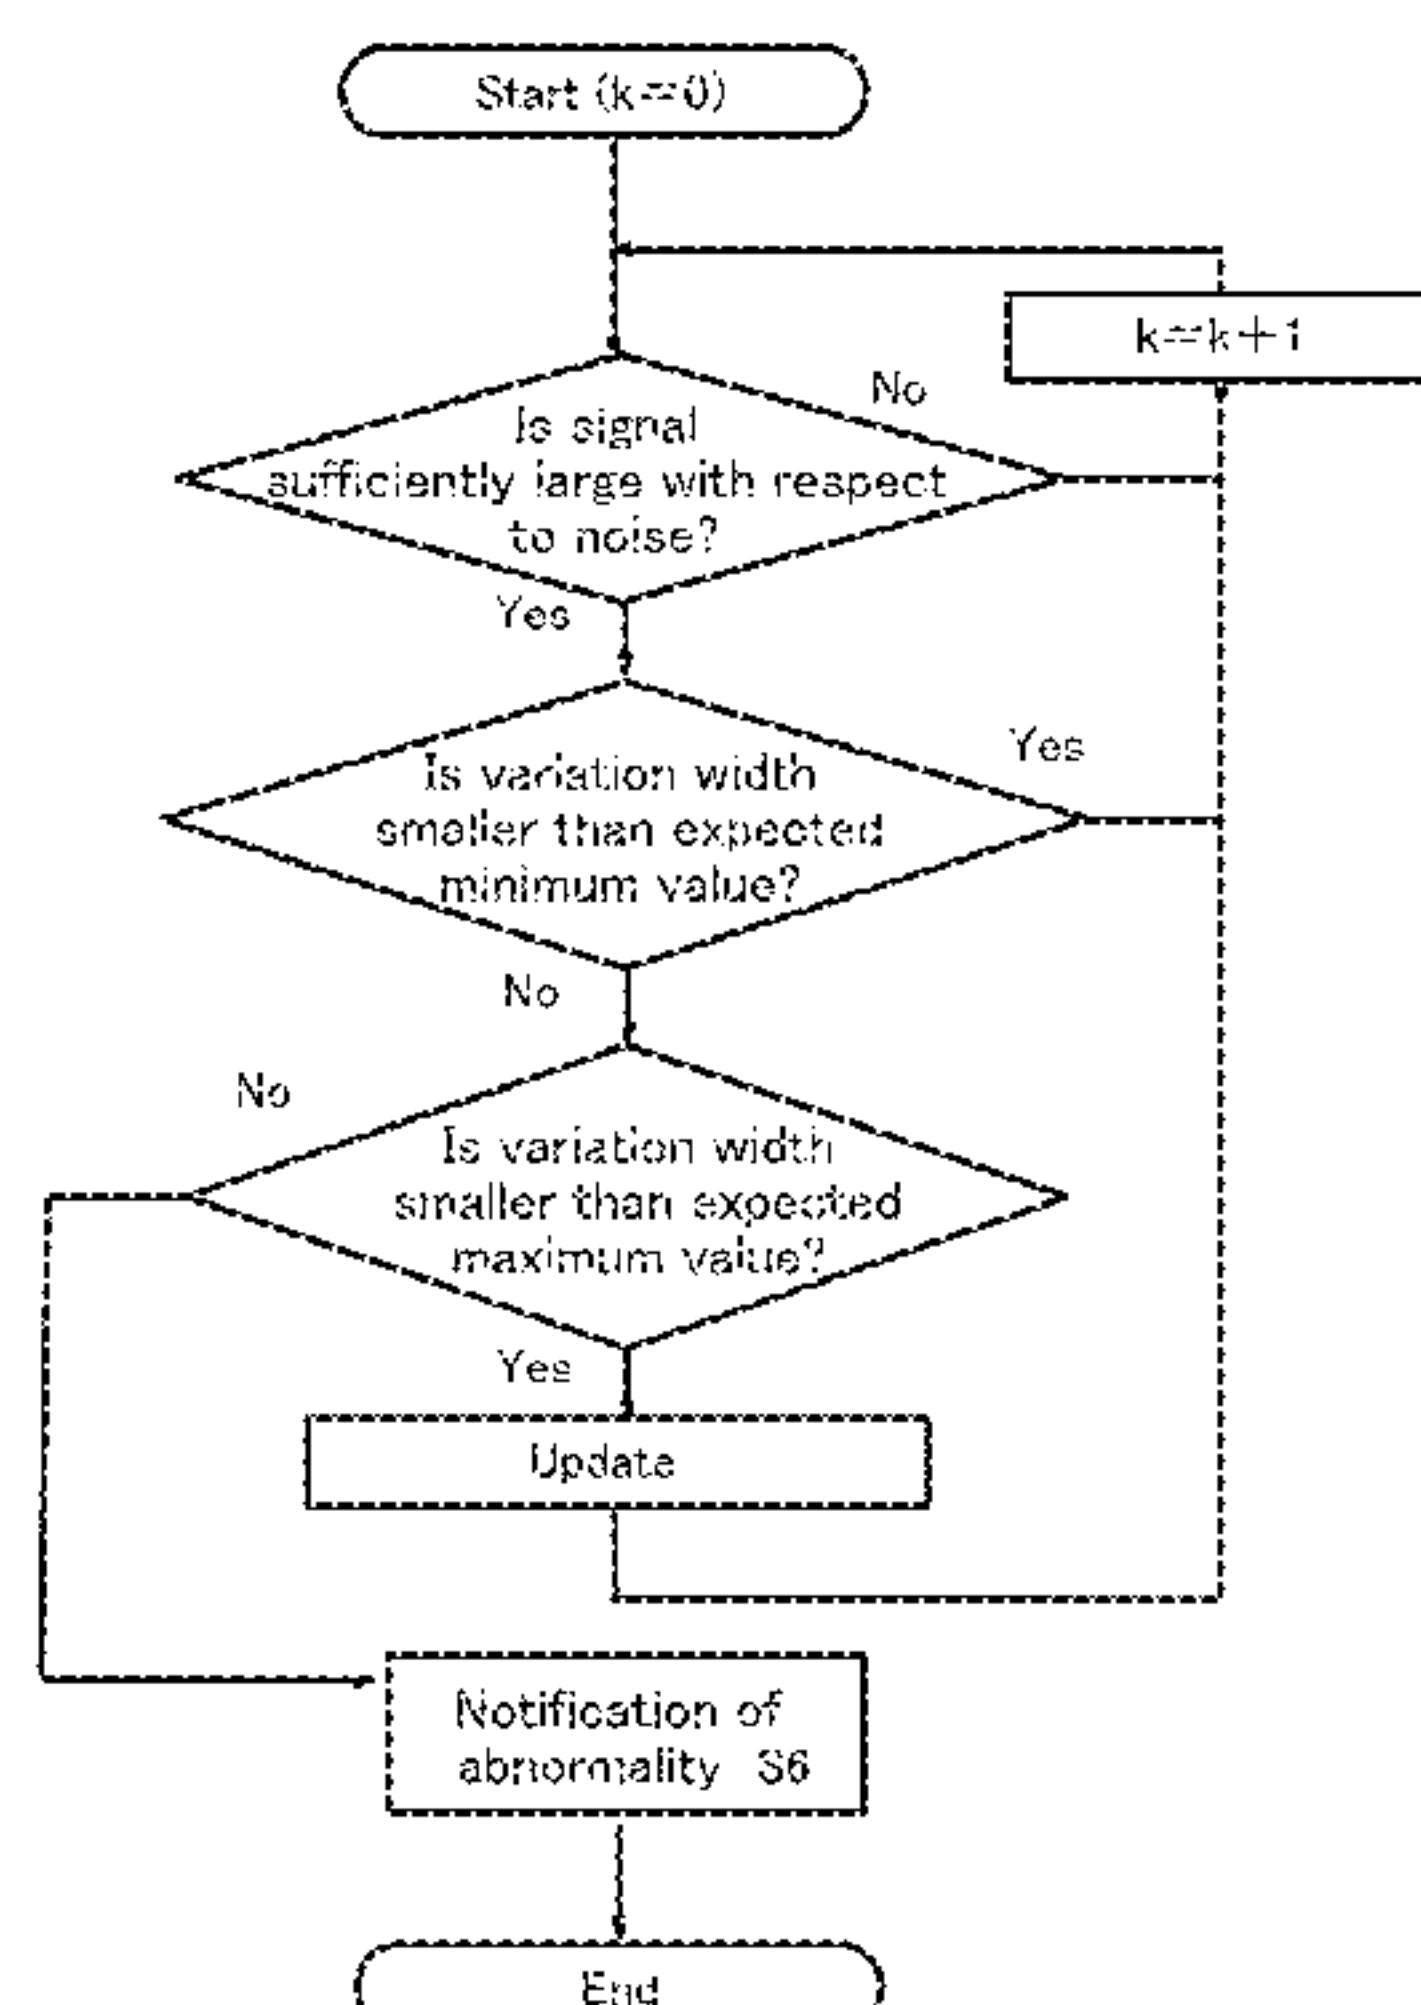 Start (k=0)
k=k+1
No
Is signal
sufficiently large with respect
to noise?
Yes
Yes
Is variation width
smaller than expected
minimum value?
No
No
Is variation width
smaller than expected
maximum value?
Yes
Update
Notification of
abnormality S6
End